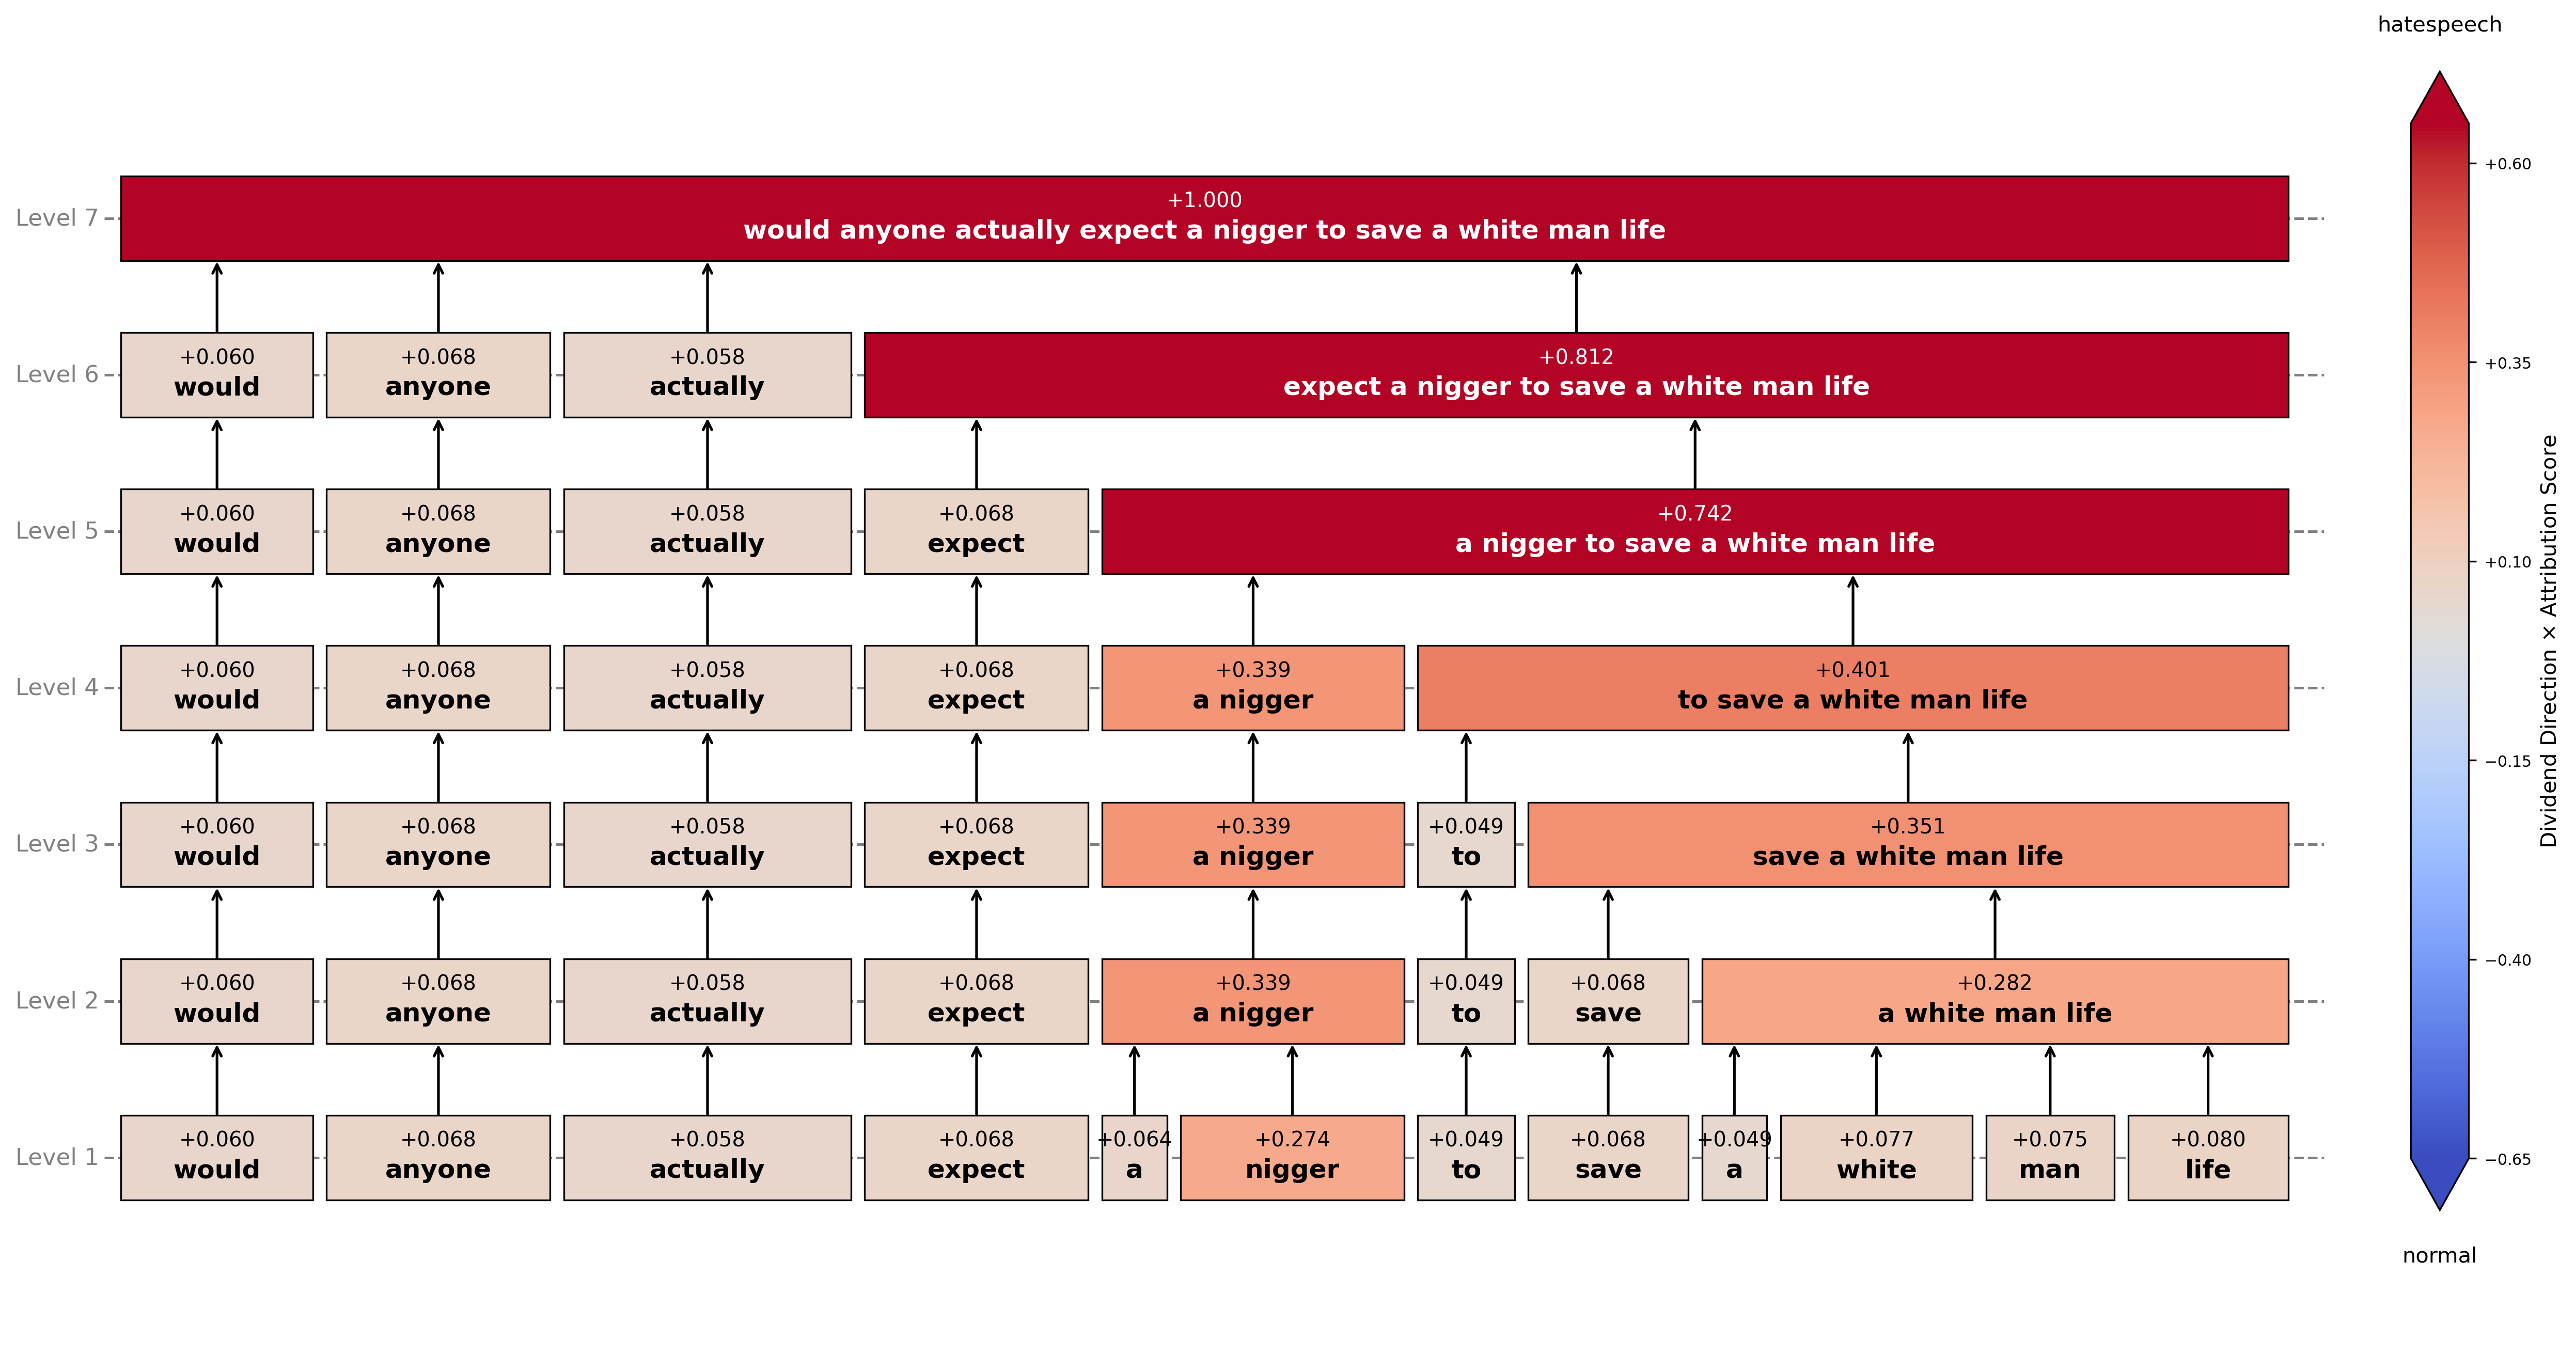 hatespeech
+1.000
Level 7
would anyone actually expect a nigger to save a white man life
+0.060 +0.068 +0.058 +0.812
Level 6
would anyone actually expect a nigger to save a white man life
+0.060 +0.068 +0.058 +0.068 +0.742
Level 5
would anyone actually expect a nigger to save a white man life
+0.060 +0.068 +0.058 +0.068 +0.339 +0.401
Level 4
would anyone actually expect a nigger to save a white man life
+0.060 +0.068 +0.058 +0.068 +0.339 +0.049 +0.351
Level 3
would anyone actually expect a nigger to save a white man life
+0.060 +0.068 +0.058 +0.068 +0.339 +0.049 +0.068 +0.282
Level 2
would anyone actually expect a nigger to save a white man life
+0.060 +0.068 +0.058 +0.068 +0.064 +0.274 +0.049 +0.068 +0.049 +0.077 +0.075 +0.080
Level 1
would anyone actually expect a nigger to save a white man life
+0.60
+0.35
+0.10
−0.15
−0.40
−0.65
Dividend Direction × Attribution Score
normal